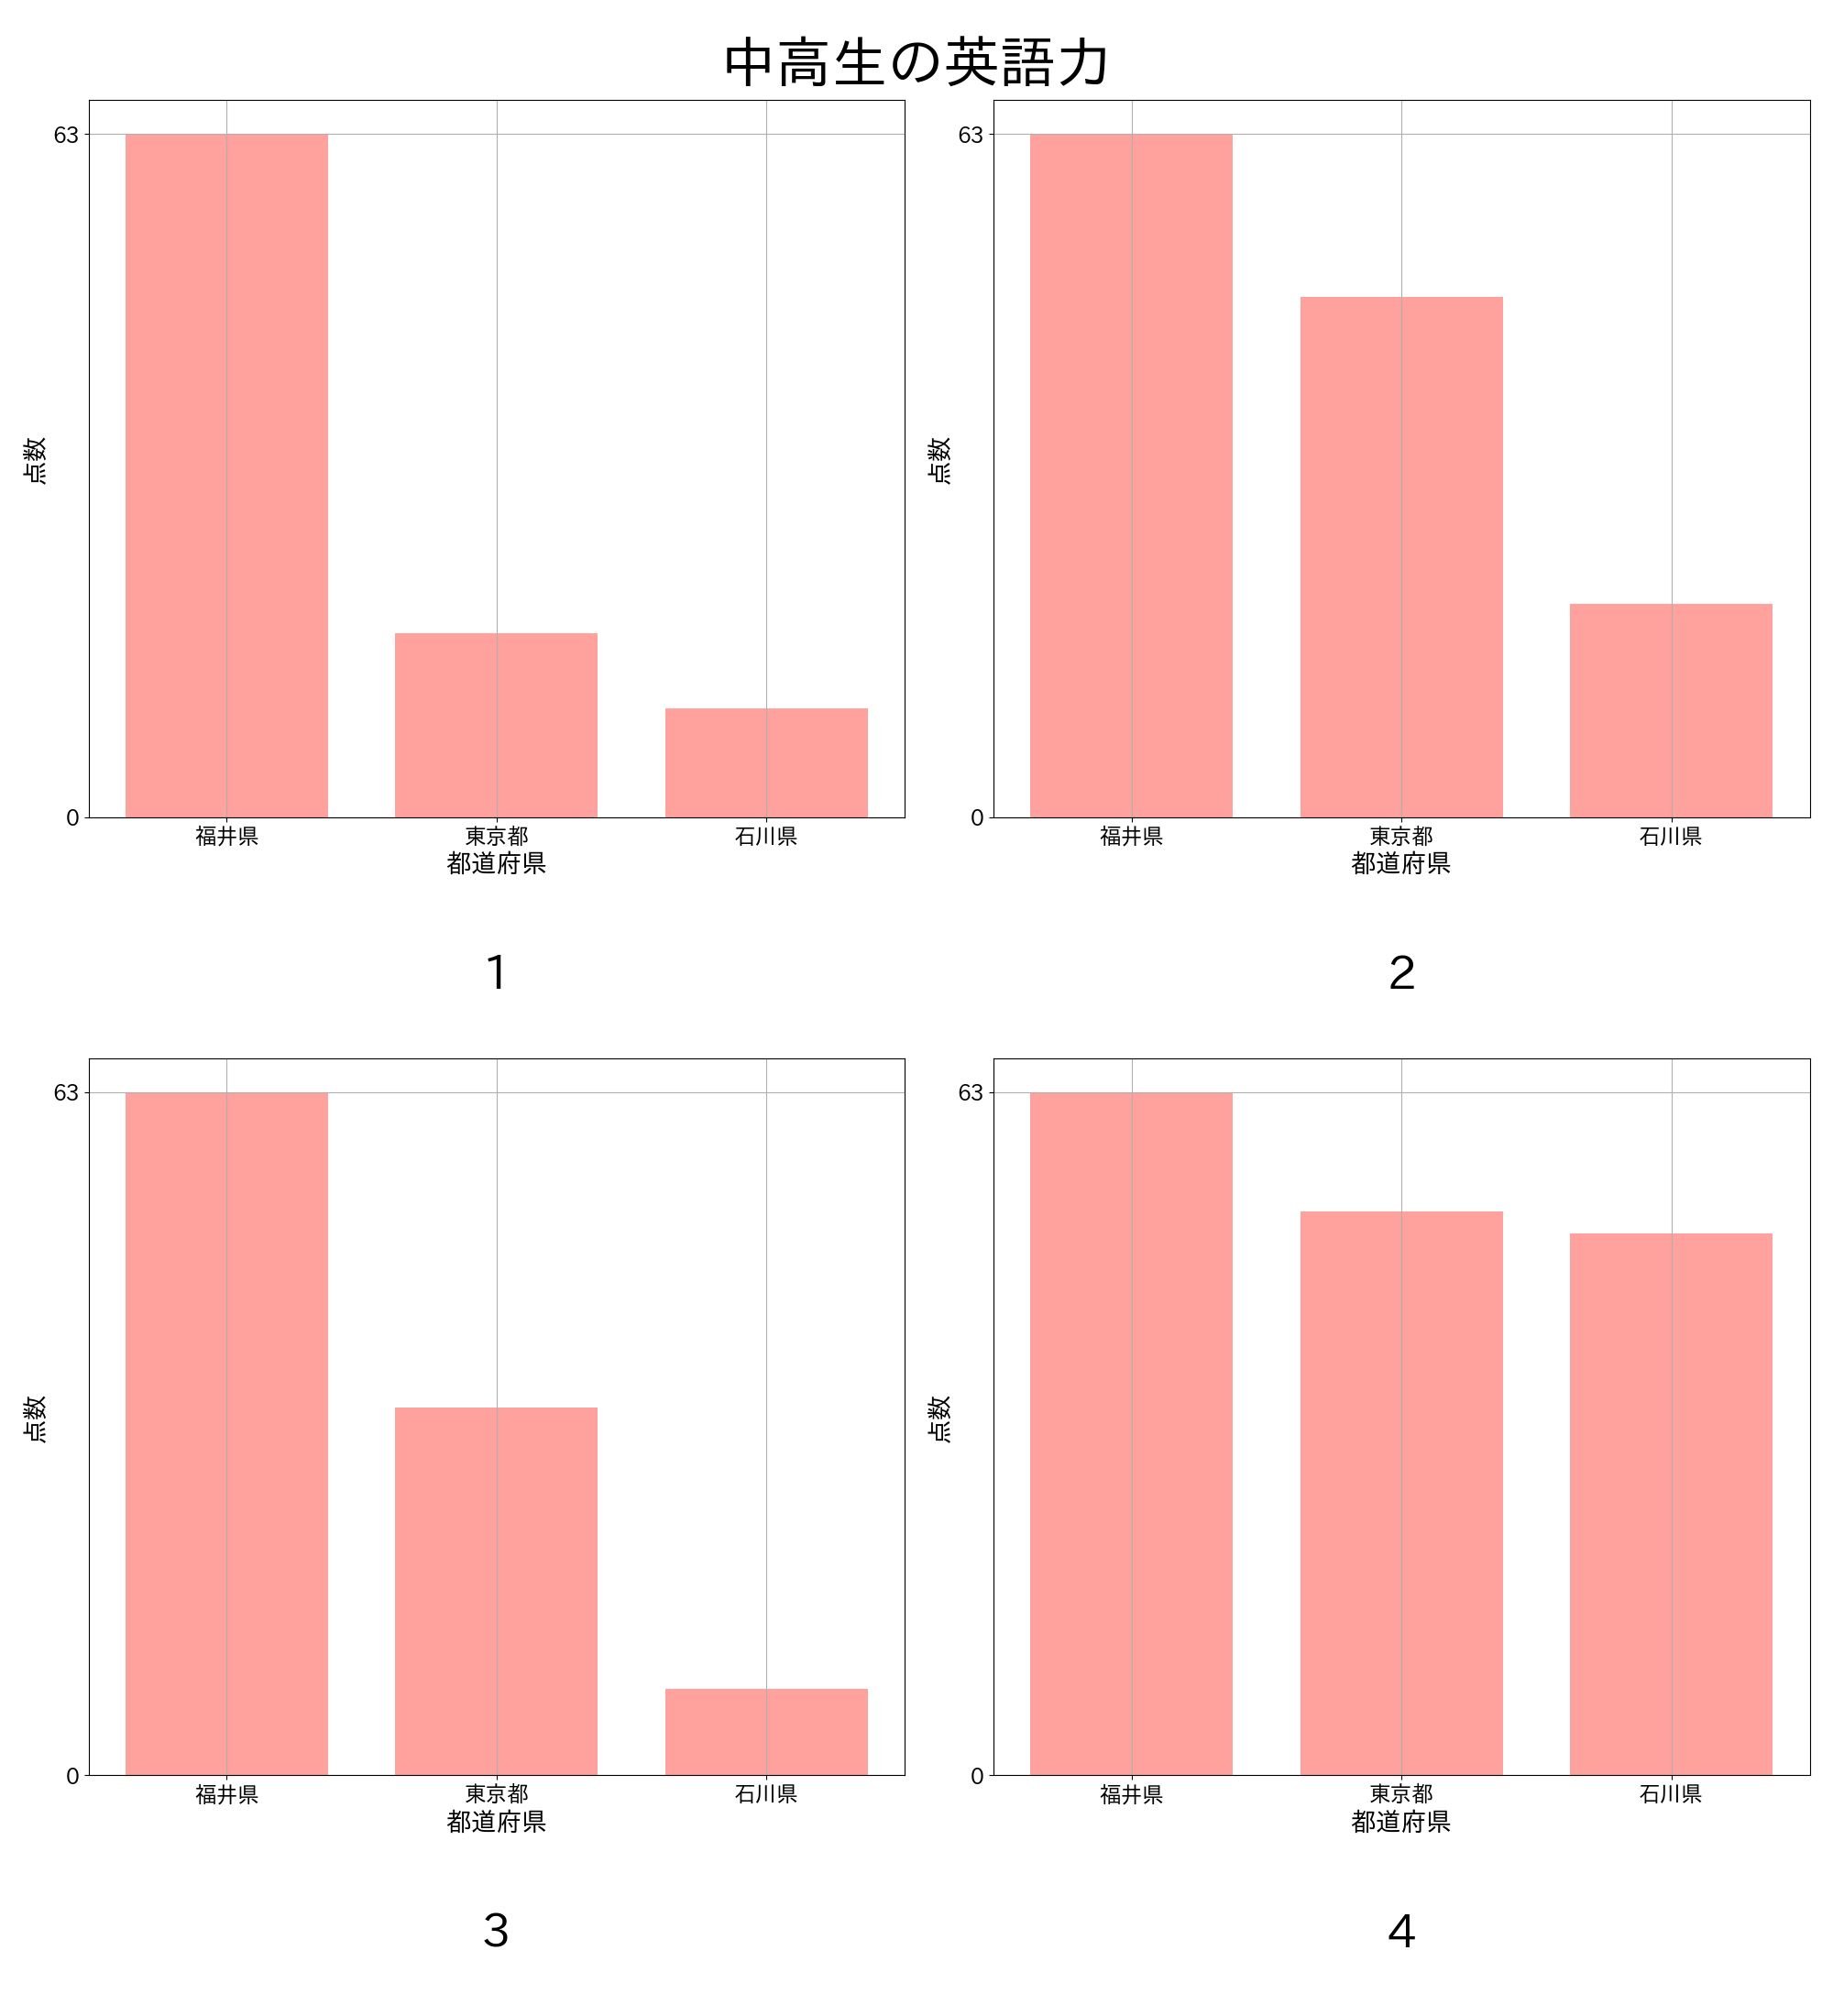 中高生の英語力
63
点数
0
福井県 東京都 石川県
都道府県
1
63
点数
0
福井県 東京都 石川県
都道府県
2
63
点数
0
福井県 東京都 石川県
都道府県
3
63
点数
0
福井県 東京都 石川県
都道府県
4